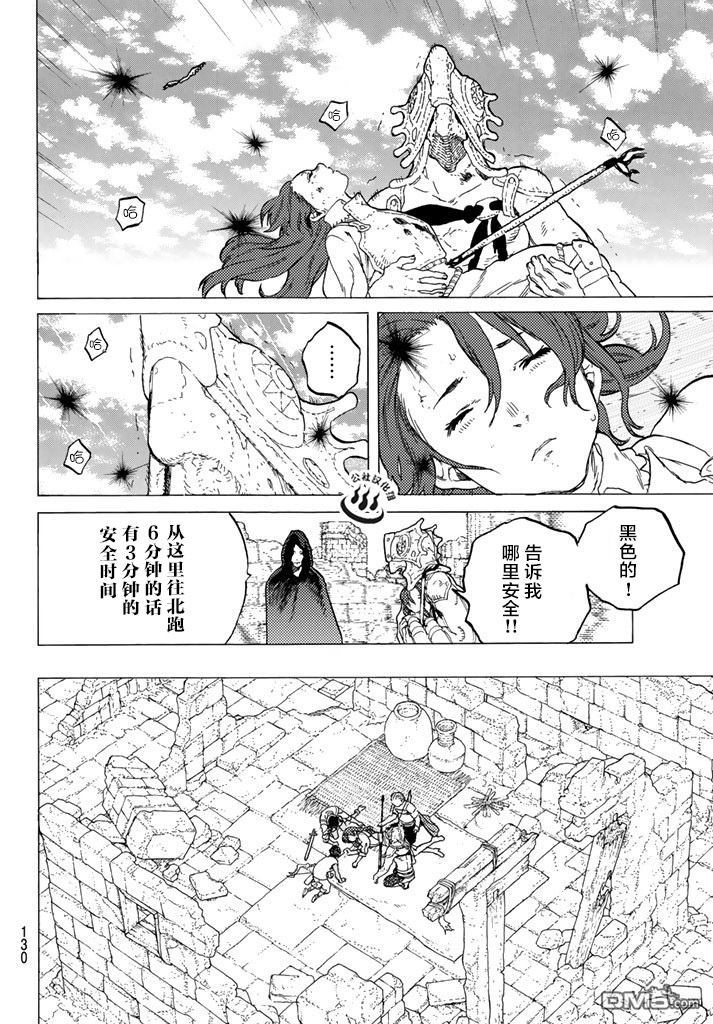 哈
哈
哈
……
哈
哈
黑色的！
告诉我
哪里安全!!
从这里往北跑
6分钟的话
有3分钟的
安全时间
公社汉化组
130
DM5.com